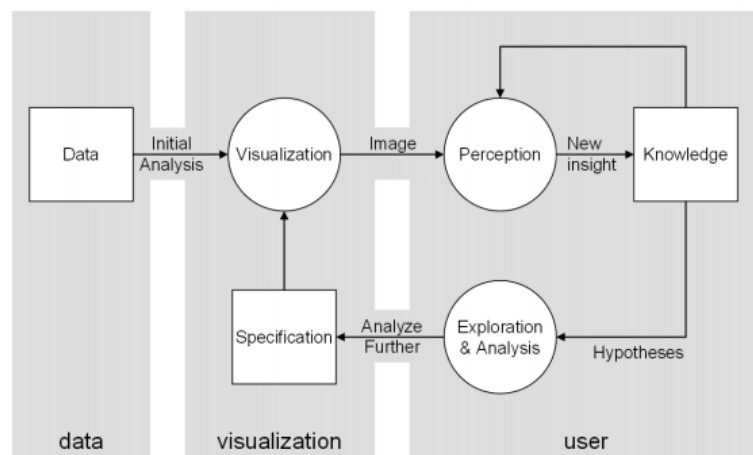 Data
Initial
Analysis
Visualization
Image
Perception
New
insight
Knowledge
Specification
Analyze
Further
Exploration
& Analysis
Hypotheses
data
visualization
user